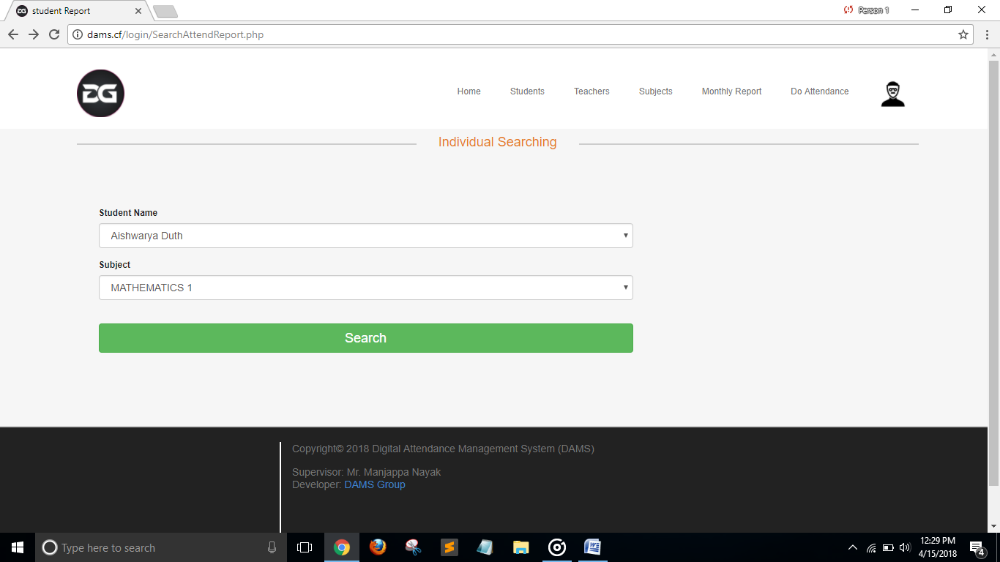 student Report
Person 1
dams.cf/login/SearchAttendReport.php
DG
Home Students Teachers Subjects Monthly Report Do Attendance
Individual Searching
Student Name
Aishwarya Duth
Subject
MATHEMATICS 1
Search
Copyright© 2018 Digital Attendance Management System (DAMS)
Supervisor: Mr. Manjappa Nayak
Developer: DAMS Group
Type here to search
12:29 PM
4/15/2018
4